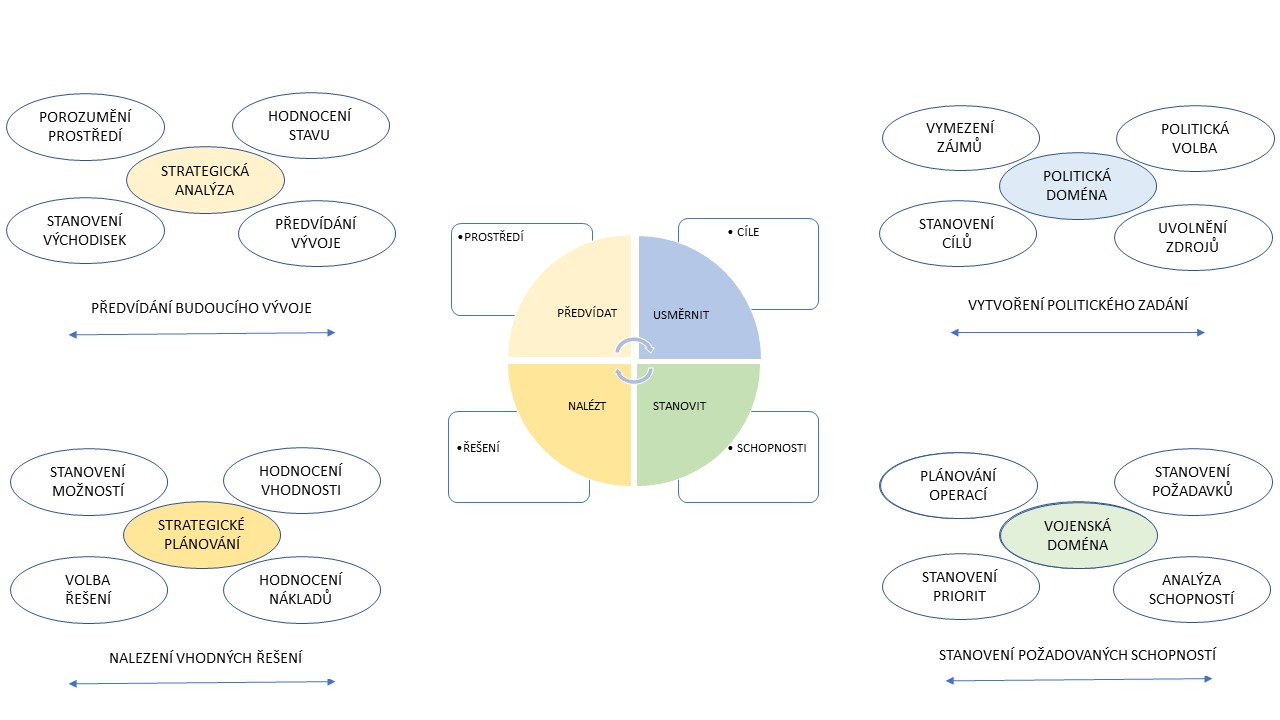 POROZUMĚNÍ
PROSTŘEDÍ
HODNOCENÍ
STAVU
STRATEGICKÁ
ANALÝZA
STANOVENÍ
VÝCHODISEK
PŘEDVÍDÁNÍ
VÝVOJE
PŘEDVÍDÁNÍ BUDOUCÍHO VÝVOJE
VYMEZENÍ
ZÁJMŮ
POLITICKÁ
VOLBA
POLITICKÁ
DOMÉNA
STANOVENÍ
CÍLŮ
UVOLNĚNÍ
ZDROJŮ
VYTVOŘENÍ POLITICKÉHO ZADÁNÍ
•PROSTŘEDÍ
• CÍLE
PŘEDVÍDAT
USMĚRNIT
NALÉZT
STANOVIT
•ŘEŠENÍ
• SCHOPNOSTI
STANOVENÍ
MOŽNOSTÍ
HODNOCENÍ
VHODNOSTI
STRATEGICKÉ
PLÁNOVÁNÍ
VOLBA
ŘEŠENÍ
HODNOCENÍ
NÁKLADŮ
NALEZENÍ VHODNÝCH ŘEŠENÍ
PLÁNOVÁNÍ
OPERACÍ
STANOVENÍ
POŽADAVKŮ
VOJENSKÁ
DOMÉNA
STANOVENÍ
PRIORIT
ANALÝZA
SCHOPNOSTÍ
STANOVENÍ POŽADOVANÝCH SCHOPNOSTÍ